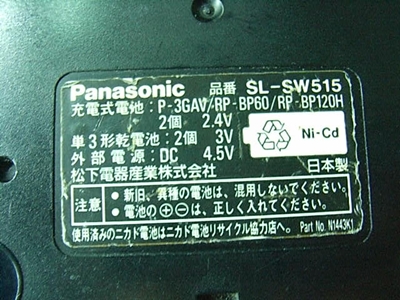 Panasonic 品番 SL-SW515
充電式電池：P-3GAV/RP-BP60/RP-BP120H
2個 2.4V
単3形乾電池：2個 3V
外部電源：DC 4.5V
Ni-Cd
松下電器産業株式会社 日本製
注意
●新旧、異種の電池は、混用しないでください。
●電池の⊕⊖は、正しく入れてください。
使用済みのニカド電池はニカド電池リサイクル協力店へ。 Part No. N1443K1